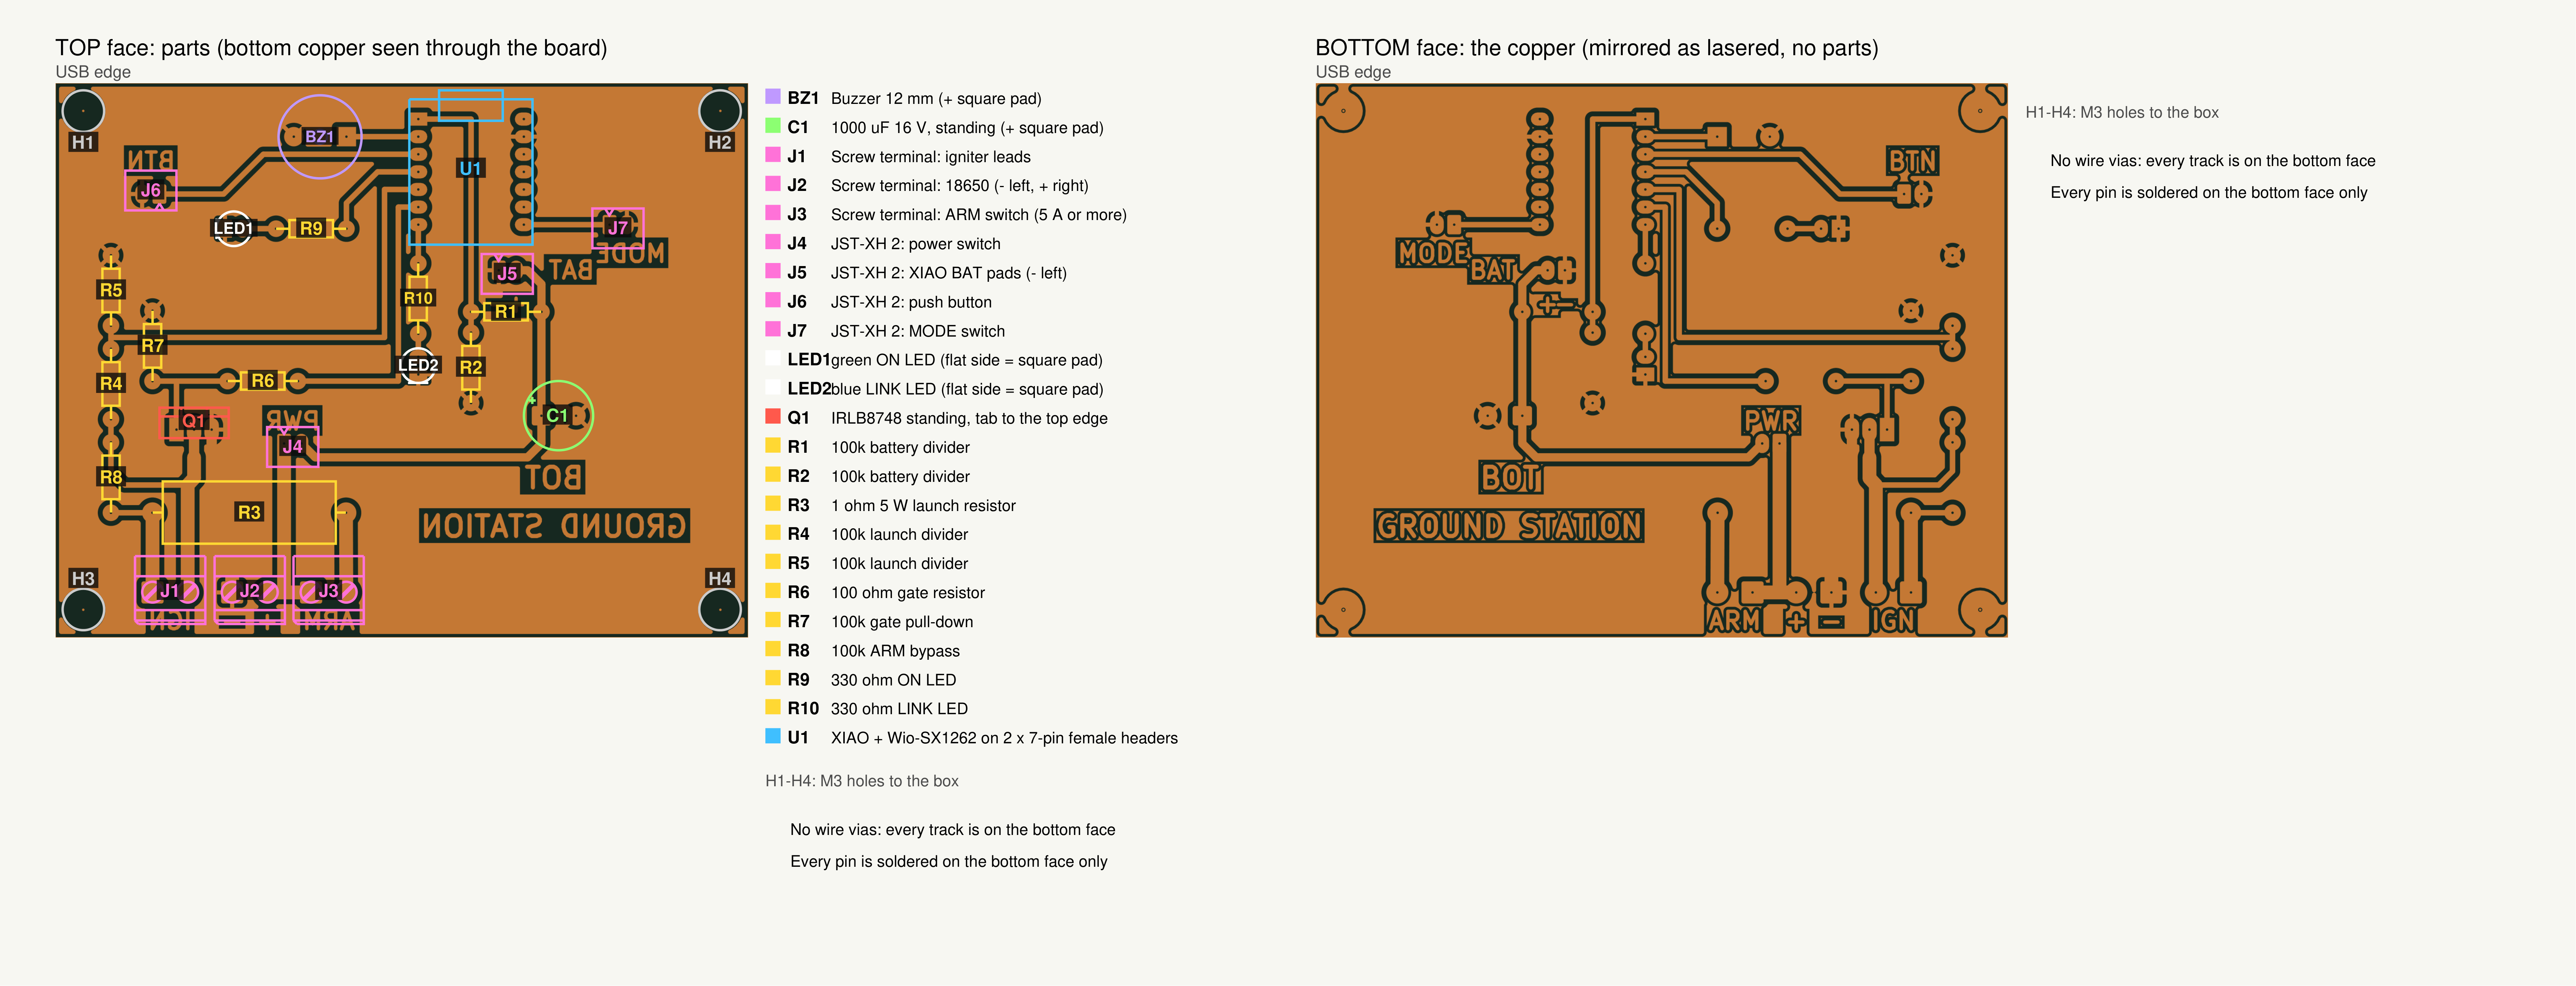 TOP face: parts (bottom copper seen through the board)
USB edge
H1
H2
BZ1
BTN
J6
U1
LED1
R9
J7
MODE
J5
BAT
R5
R10
R1
R7
R4
LED2
R2
R6
Q1
PWR
J4
C1
R8
BOT
R3
GROUND STATION
H3
H4
J1
J2
J3
IGN
+
ARM
BZ1 Buzzer 12 mm (+ square pad)
C1 1000 uF 16 V, standing (+ square pad)
J1 Screw terminal: igniter leads
J2 Screw terminal: 18650 (- left, + right)
J3 Screw terminal: ARM switch (5 A or more)
J4 JST-XH 2: power switch
J5 JST-XH 2: XIAO BAT pads (- left)
J6 JST-XH 2: push button
J7 JST-XH 2: MODE switch
LED1 green ON LED (flat side = square pad)
LED2 blue LINK LED (flat side = square pad)
Q1 IRLB8748 standing, tab to the top edge
R1 100k battery divider
R2 100k battery divider
R3 1 ohm 5 W launch resistor
R4 100k launch divider
R5 100k launch divider
R6 100 ohm gate resistor
R7 100k gate pull-down
R8 100k ARM bypass
R9 330 ohm ON LED
R10 330 ohm LINK LED
U1 XIAO + Wio-SX1262 on 2 x 7-pin female headers
H1-H4: M3 holes to the box
No wire vias: every track is on the bottom face
Every pin is soldered on the bottom face only
BOTTOM face: the copper (mirrored as lasered, no parts)
USB edge
BTN
MODE
BAT
+ -
PWR
BOT
GROUND STATION
ARM + - IGN
H1-H4: M3 holes to the box
No wire vias: every track is on the bottom face
Every pin is soldered on the bottom face only